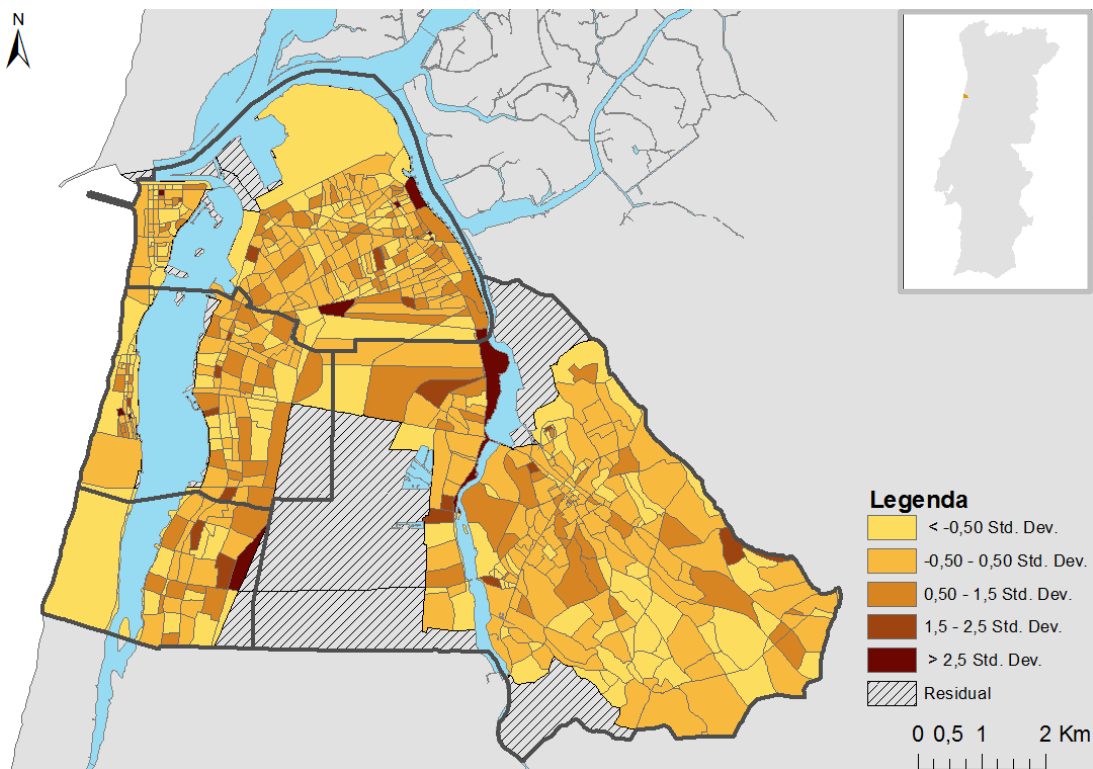 N
Legenda
< -0,50 Std. Dev.
-0,50 - 0,50 Std. Dev.
0,50 - 1,5 Std. Dev.
1,5 - 2,5 Std. Dev.
> 2,5 Std. Dev.
Residual
0 0,5 1 2 Km